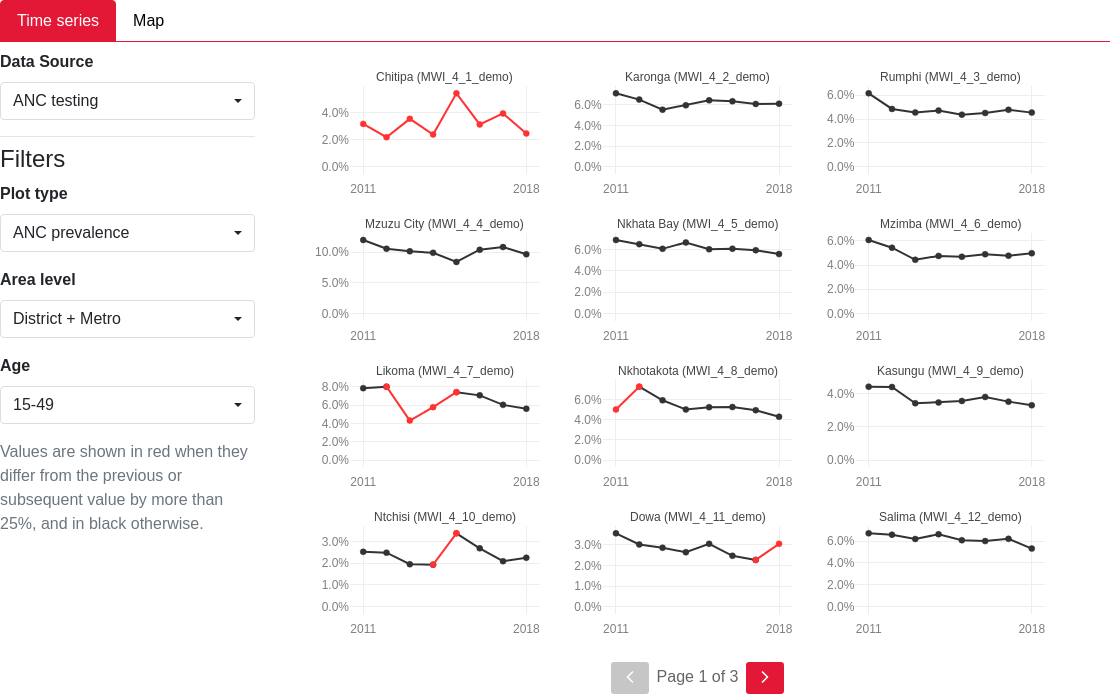 Time series
Map
Data Source
ANC testing
Filters
Plot type
ANC prevalence
Area level
District + Metro
Age
15-49
Values are shown in red when they
differ from the previous or
subsequent value by more than
25%, and in black otherwise.
Chitipa (MWI_4_1_demo)
4.0%
2.0%
0.0%
2011
2018
Karonga (MWI_4_2_demo)
6.0%
4.0%
2.0%
0.0%
2011
2018
Rumphi (MWI_4_3_demo)
6.0%
4.0%
2.0%
0.0%
2011
2018
Mzuzu City (MWI_4_4_demo)
10.0%
5.0%
0.0%
2011
2018
Nkhata Bay (MWI_4_5_demo)
6.0%
4.0%
2.0%
0.0%
2011
2018
Mzimba (MWI_4_6_demo)
6.0%
4.0%
2.0%
0.0%
2011
2018
Likoma (MWI_4_7_demo)
8.0%
6.0%
4.0%
2.0%
0.0%
2011
2018
Nkhotakota (MWI_4_8_demo)
6.0%
4.0%
2.0%
0.0%
2011
2018
Kasungu (MWI_4_9_demo)
4.0%
2.0%
0.0%
2011
2018
Ntchisi (MWI_4_10_demo)
3.0%
2.0%
1.0%
0.0%
2011
2018
Dowa (MWI_4_11_demo)
3.0%
2.0%
1.0%
0.0%
2011
2018
Salima (MWI_4_12_demo)
6.0%
4.0%
2.0%
0.0%
2011
2018
Page 1 of 3